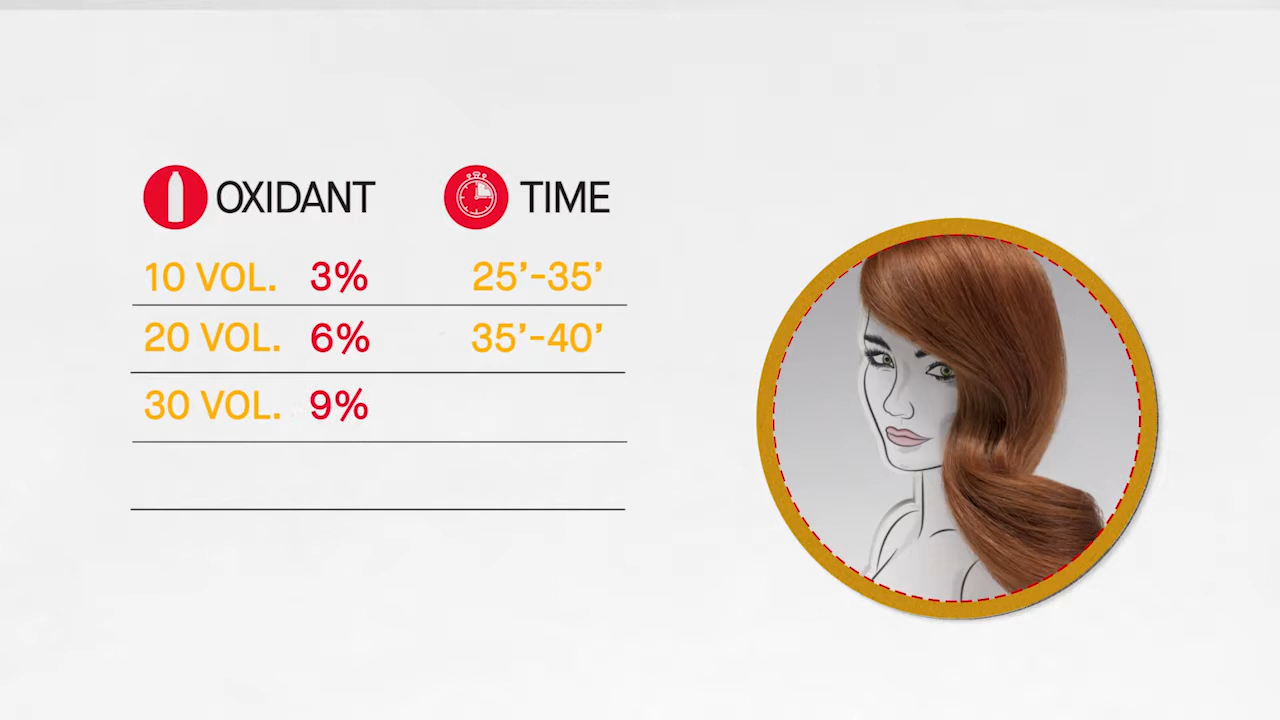 OXIDANT TIME
10 VOL. 3% 25’-35’
20 VOL. 6% 35’-40’
30 VOL. 9%